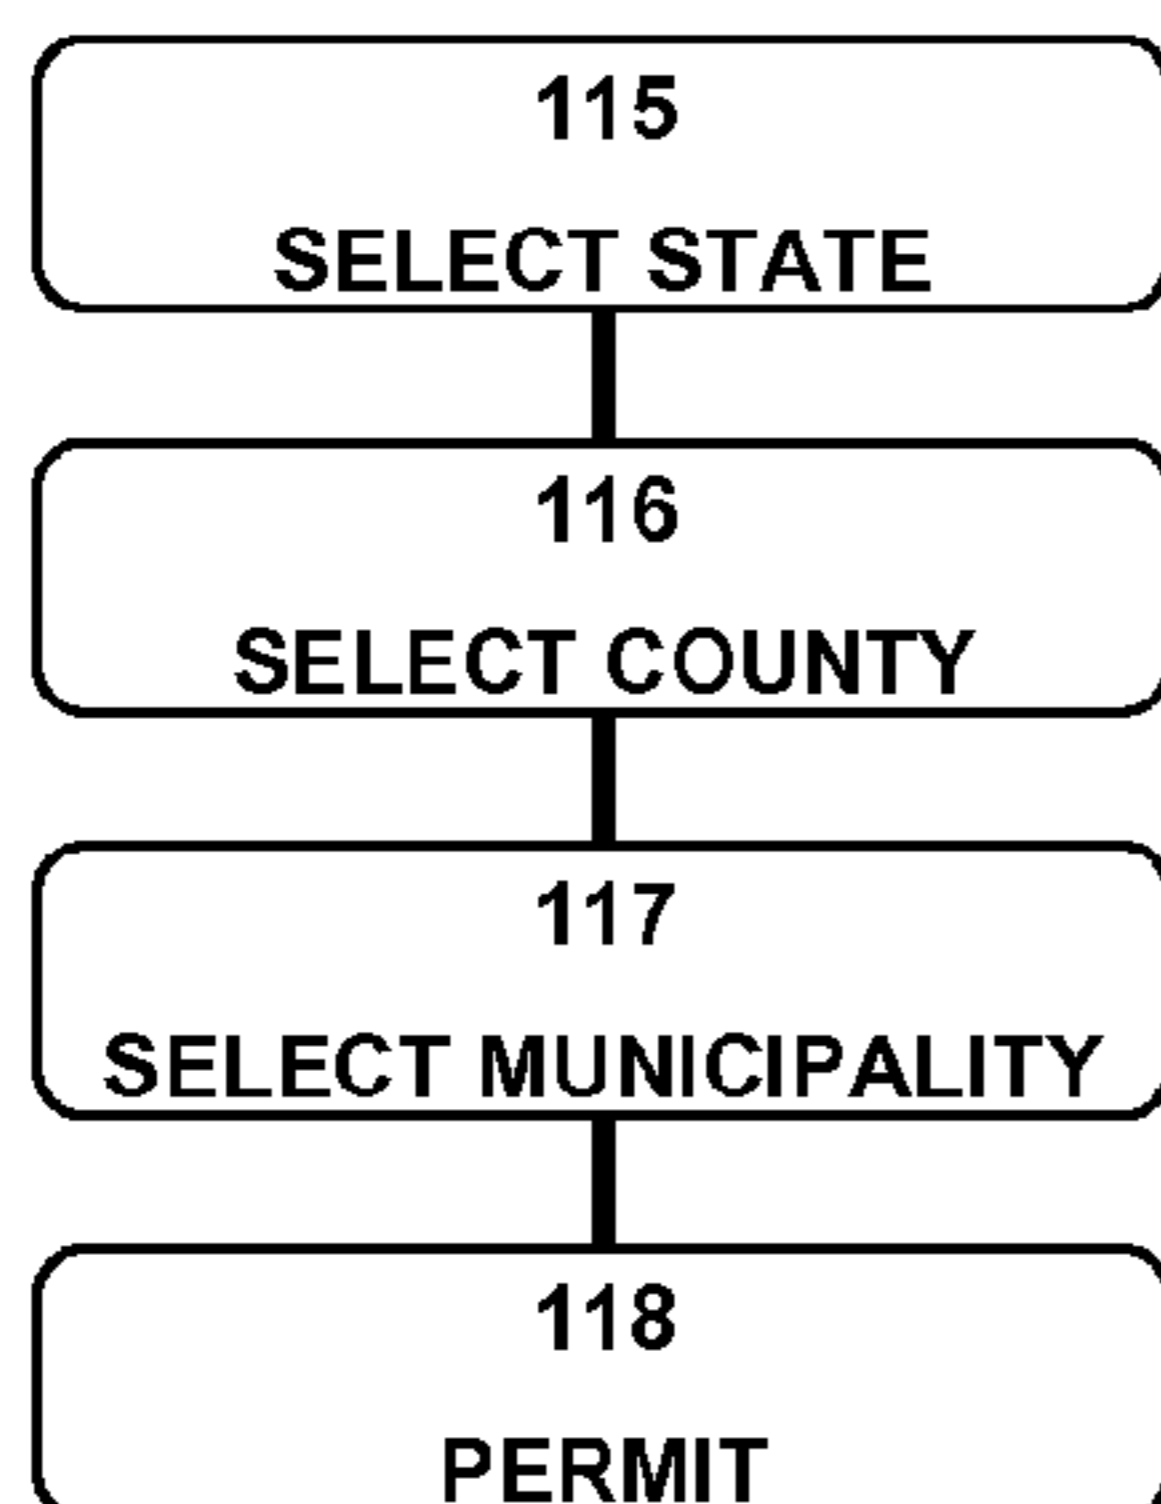 115
SELECT STATE
116
SELECT COUNTY
117
SELECT MUNICIPALITY
118
PERMIT